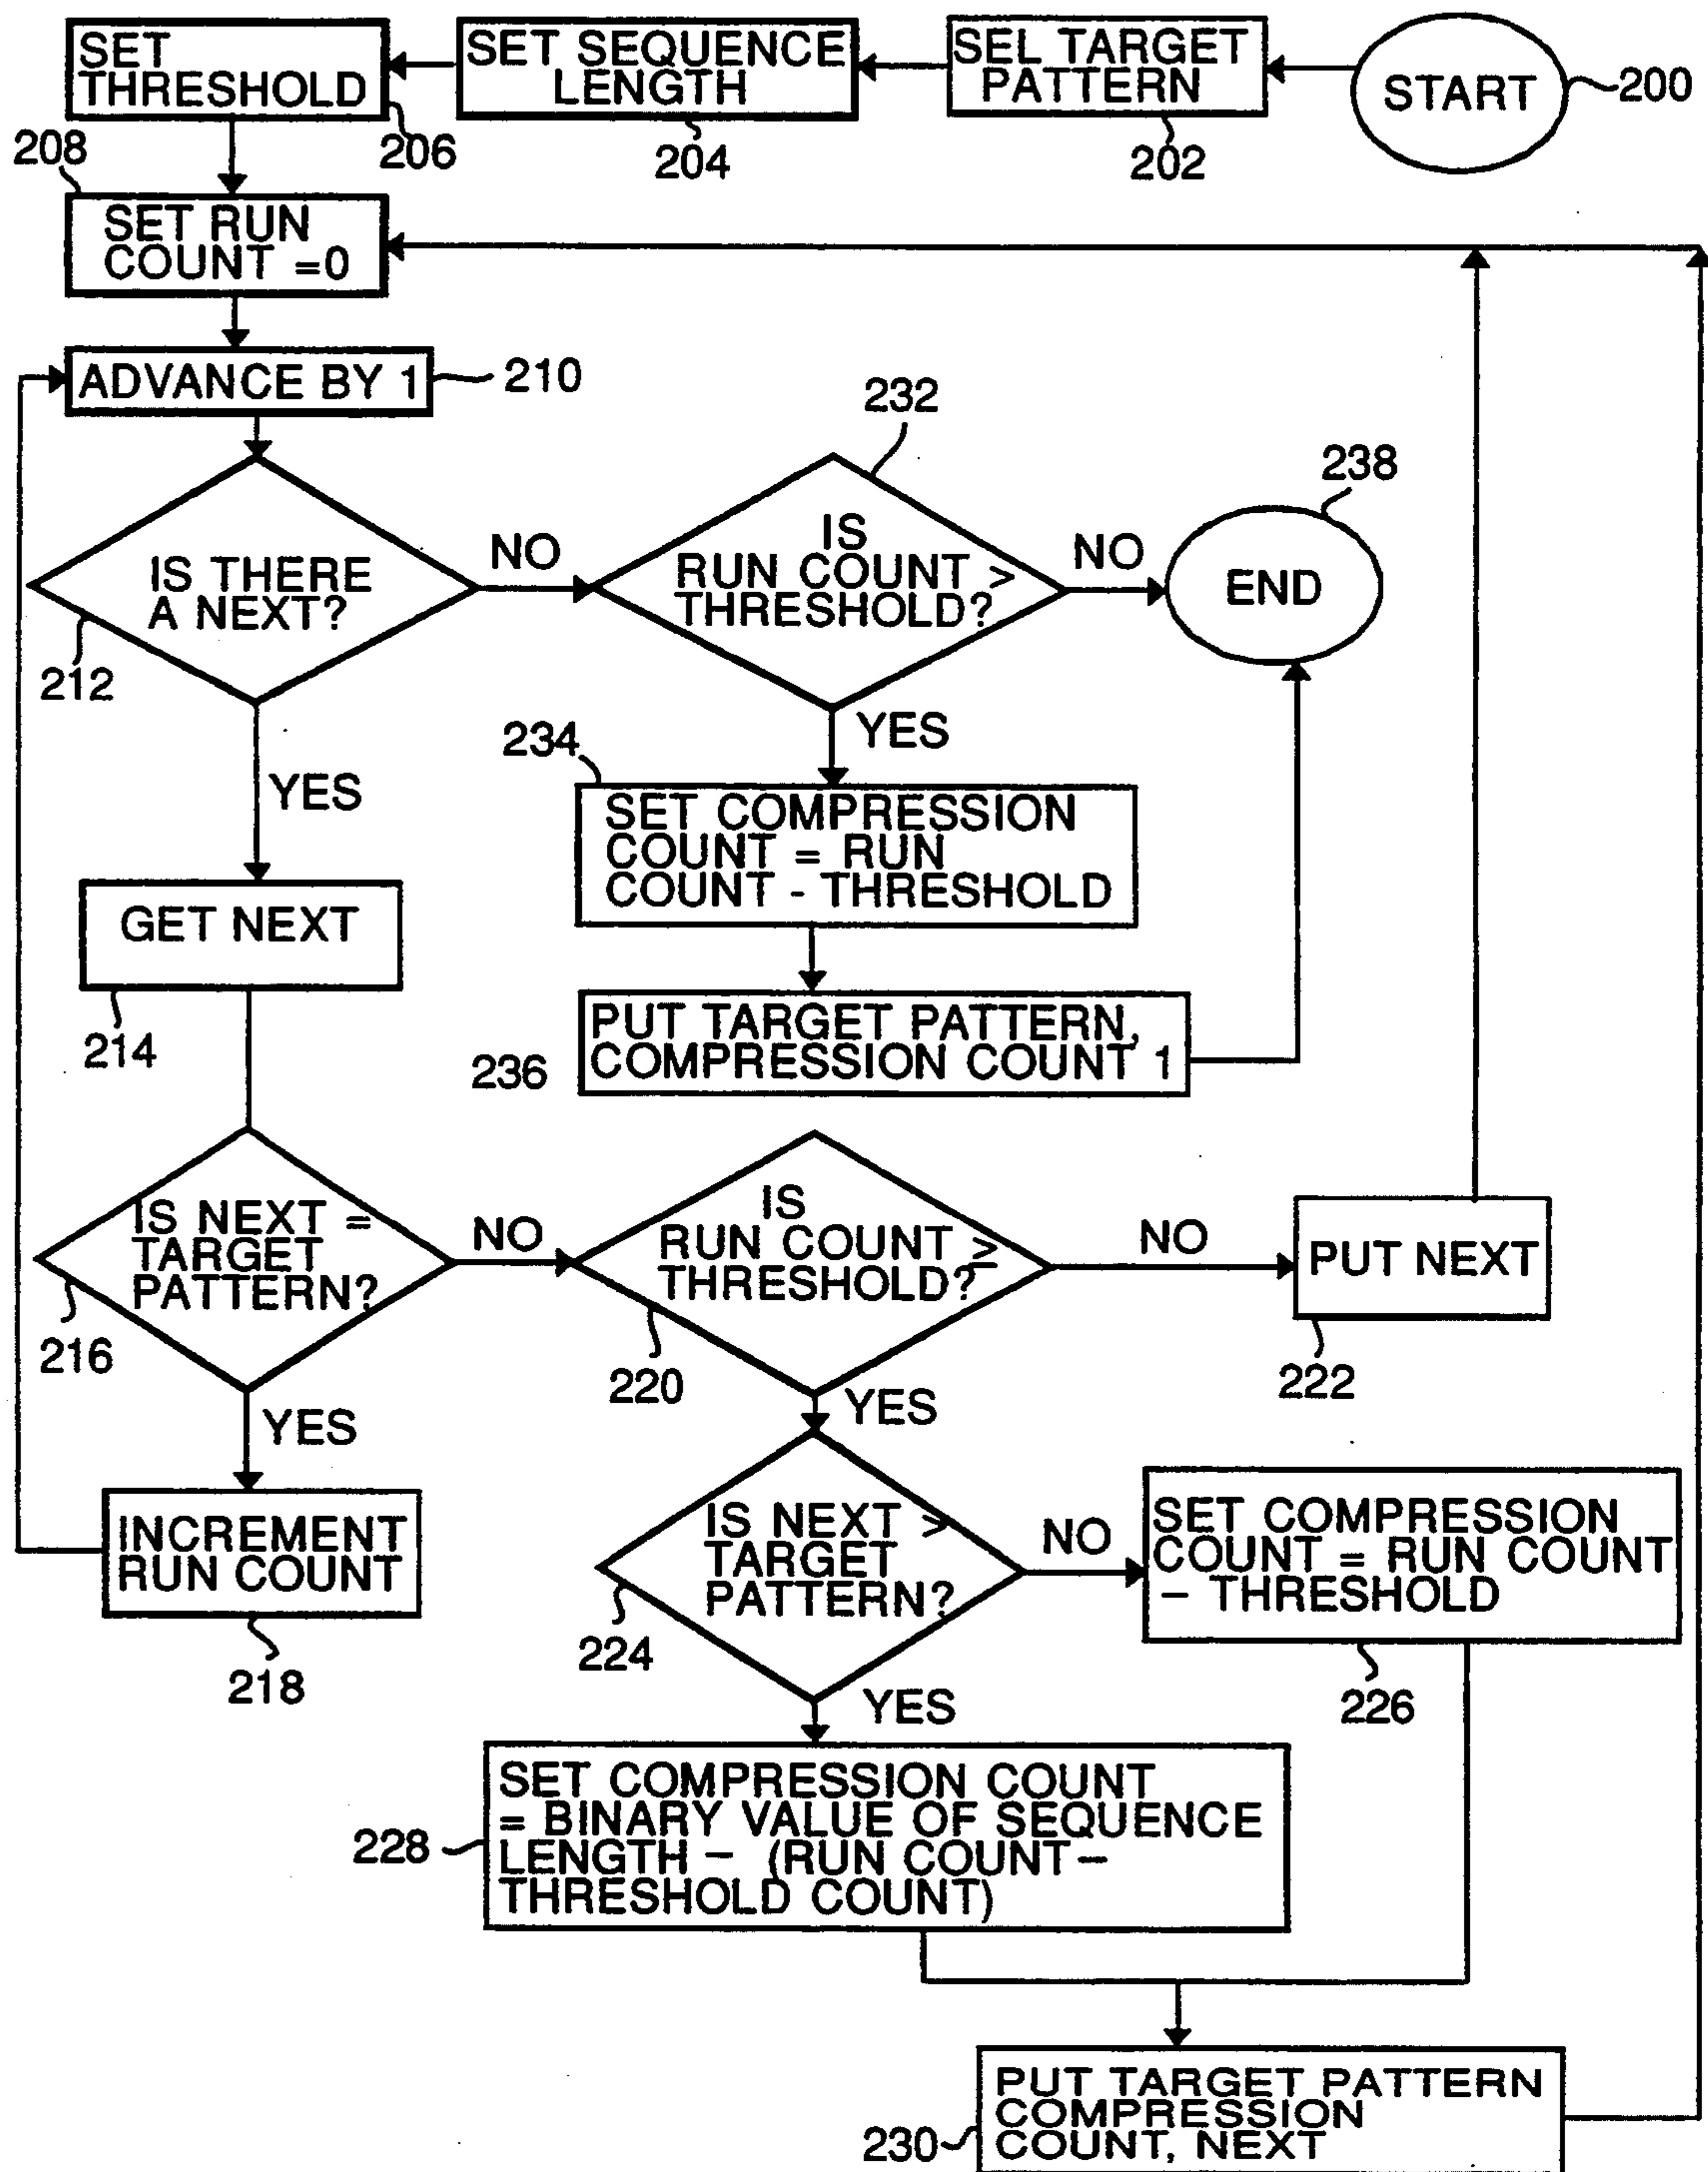 SET
THRESHOLD
206
SET SEQUENCE
LENGTH
204
SEL TARGET
PATTERN
202
START
200
208
SET RUN
COUNT =0
ADVANCE BY 1
210
IS THERE
A NEXT?
212
NO
232
IS
RUN COUNT >
THRESHOLD?
NO
238
END
YES
234
SET COMPRESSION
COUNT = RUN
COUNT - THRESHOLD
236
PUT TARGET PATTERN,
COMPRESSION COUNT, 1
YES
GET NEXT
214
IS NEXT =
TARGET
PATTERN?
216
NO
IS
RUN COUNT ≥
THRESHOLD?
220
NO
PUT NEXT
222
YES
INCREMENT
RUN COUNT
218
YES
IS NEXT >
TARGET
PATTERN?
224
NO
SET COMPRESSION
COUNT = RUN COUNT
- THRESHOLD
226
YES
228
SET COMPRESSION COUNT
= BINARY VALUE OF SEQUENCE
LENGTH - (RUN COUNT -
THRESHOLD COUNT)
230
PUT TARGET PATTERN
COMPRESSION
COUNT, NEXT